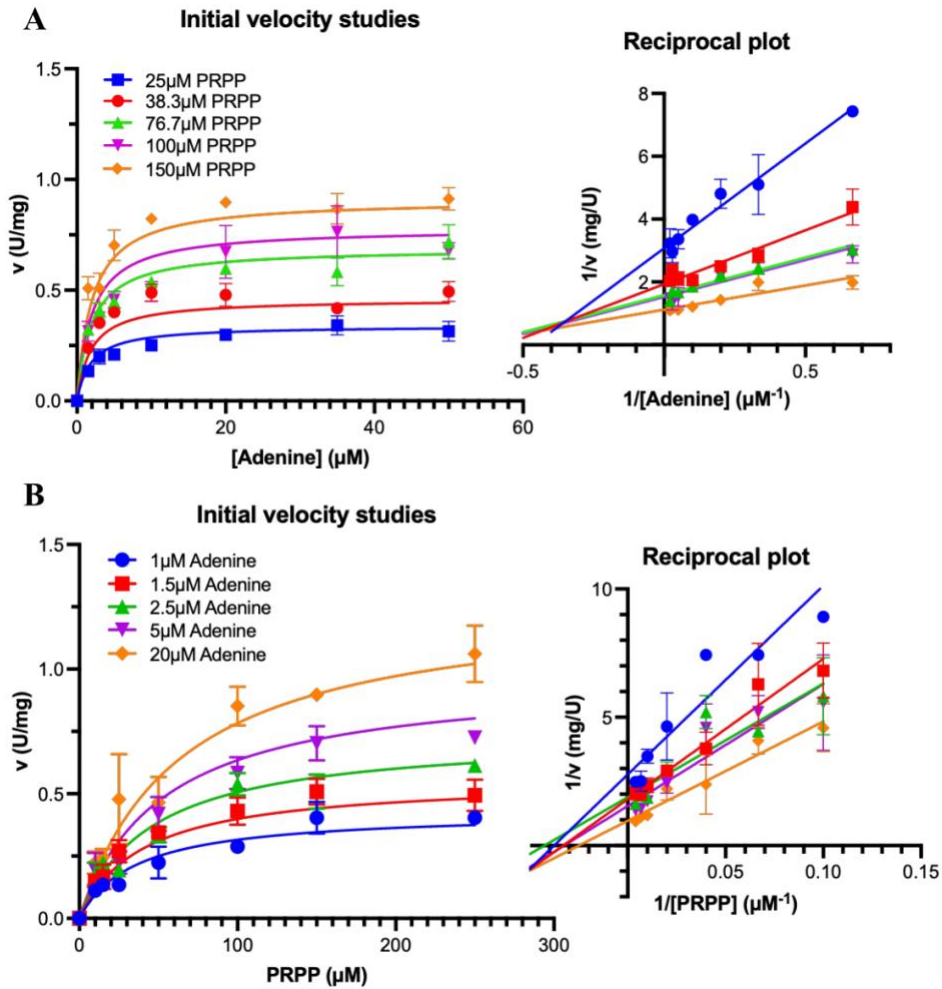 A
Initial velocity studies
1.5
1.0
0.5
0.0
v (U/mg)
25µM PRPP
38.3µM PRPP
76.7µM PRPP
100µM PRPP
150µM PRPP
0
20
40
60
[Adenine] (µM)
Reciprocal plot
8
6
4
2
1/v (mg/U)
-0.5
0.5
1/[Adenine] (µM-1)
B
Initial velocity studies
1.5
1.0
0.5
0.0
v (U/mg)
1µM Adenine
1.5µM Adenine
2.5µM Adenine
5µM Adenine
20µM Adenine
0
100
200
300
PRPP (µM)
Reciprocal plot
10
5
1/v (mg/U)
0.05
0.10
0.15
1/[PRPP] (µM-1)